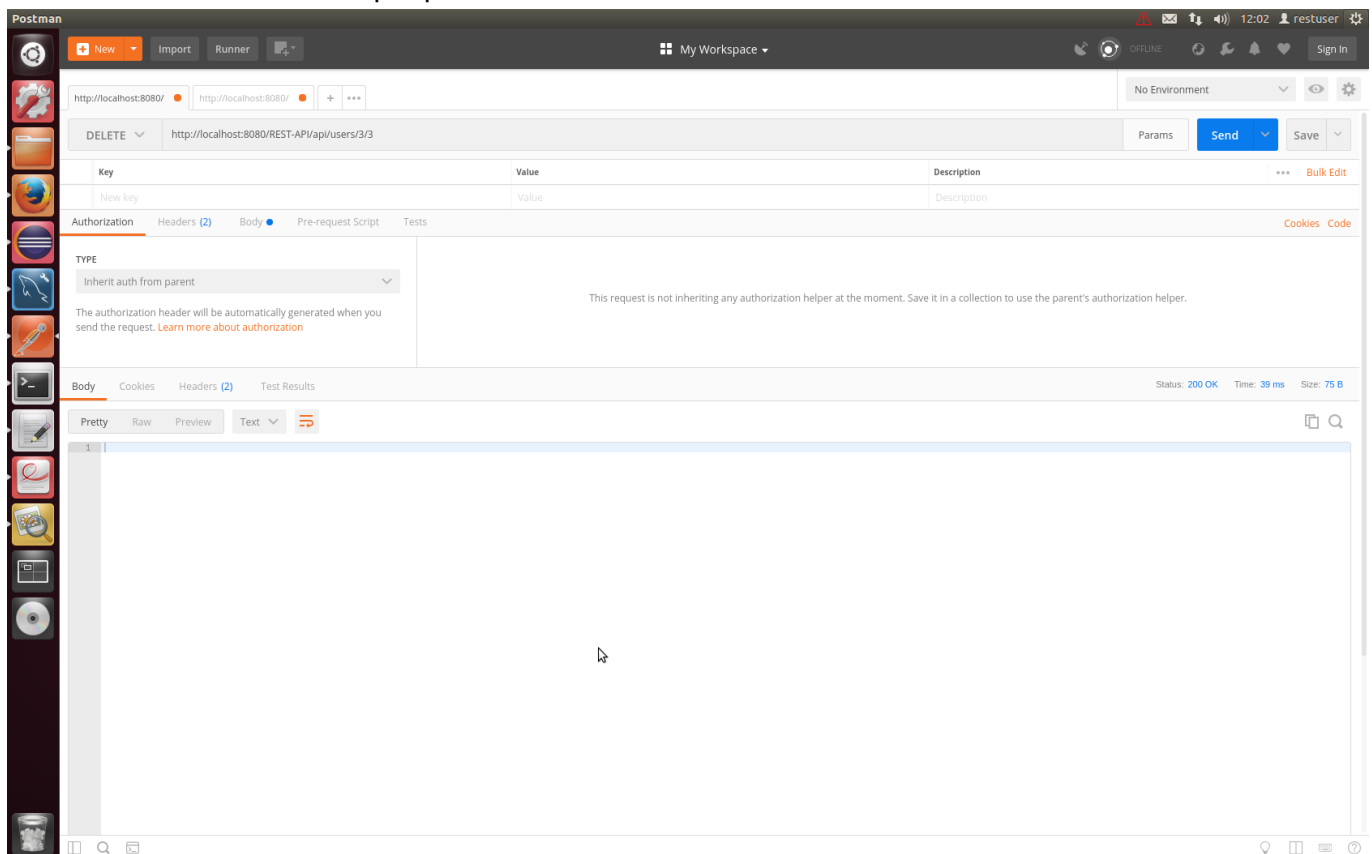 Postman
12:02 restuser
New Import Runner
My Workspace
OFFLINE
Sign In
http://localhost:8080/ http://localhost:8080/ + •••
No Environment
DELETE http://localhost:8080/REST-API/api/users/3/3
Params Send Save
Key Value Description ••• Bulk Edit
New key Value Description
Authorization Headers (2) Body Pre-request Script Tests
Cookies Code
TYPE
Inherit auth from parent
The authorization header will be automatically generated when you
send the request. Learn more about authorization
This request is not inheriting any authorization helper at the moment. Save it in a collection to use the parent's authorization helper.
Body Cookies Headers (2) Test Results
Status: 200 OK Time: 39 ms Size: 75 B
Pretty Raw Preview Text
1